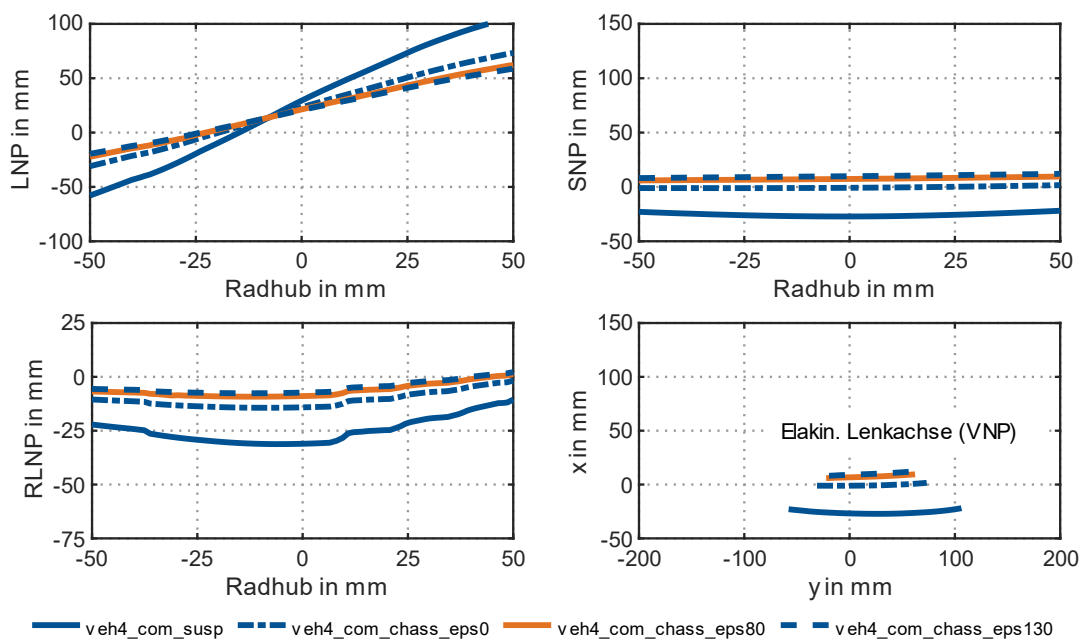 100
50
0
-50
-100
LNP in mm
-50 -25 0 25 50
Radhub in mm
150
100
50
0
-50
SNP in mm
-50 -25 0 25 50
Radhub in mm
25
0
-25
-50
-75
RLNP in mm
-50 -25 0 25 50
Radhub in mm
150
100
50
0
-50
x in mm
Elakin. Lenkachse (VNP)
-200 -100 0 100 200
y in mm
veh4_com_susp veh4_com_chass_eps0 veh4_com_chass_eps80 veh4_com_chass_eps130